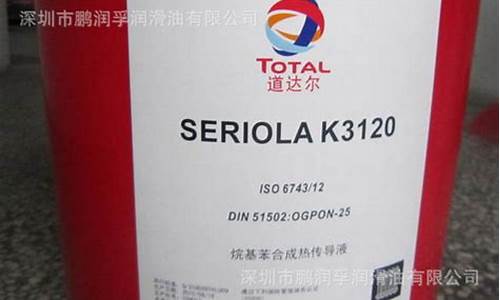 深圳市鹏润孚润滑油有限公司
TOTAL
道达尔
SERIOLA K3120
ISO 6743/12
DIN 51502:OGPON-25
烷基苯合成热传导液
深圳市鹏润孚润滑油有限公司